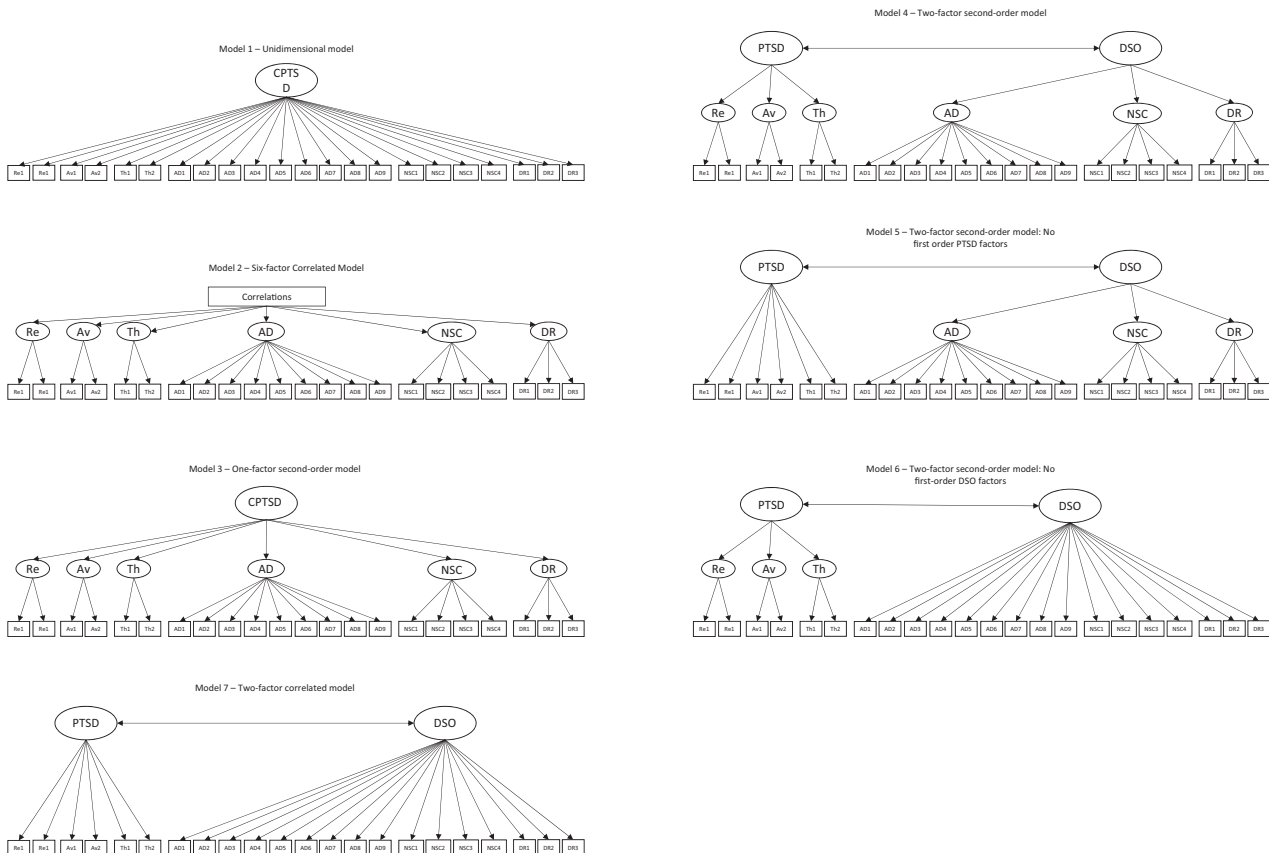 Model 1 – Unidimensional model
CPTS
D
Re1 Re1 Av1 Av2 Th1 Th2 AD1 AD2 AD3 AD4 AD5 AD6 AD7 AD8 AD9 NSC1 NSC2 NSC3 NSC4 DR1 DR2 DR3
Model 2 – Six-factor Correlated Model
Correlations
Re Av Th AD NSC DR
Re1 Re1 Av1 Av2 Th1 Th2 AD1 AD2 AD3 AD4 AD5 AD6 AD7 AD8 AD9 NSC1 NSC2 NSC3 NSC4 DR1 DR2 DR3
Model 3 – One-factor second-order model
CPTSD
Re Av Th AD NSC DR
Re1 Re1 Av1 Av2 Th1 Th2 AD1 AD2 AD3 AD4 AD5 AD6 AD7 AD8 AD9 NSC1 NSC2 NSC3 NSC4 DR1 DR2 DR3
Model 7 – Two-factor correlated model
PTSD DSO
Re1 Re1 Av1 Av2 Th1 Th2 AD1 AD2 AD3 AD4 AD5 AD6 AD7 AD8 AD9 NSC1 NSC2 NSC3 NSC4 DR1 DR2 DR3
Model 4 – Two-factor second-order model
PTSD DSO
Re Av Th AD NSC DR
Re1 Re1 Av1 Av2 Th1 Th2 AD1 AD2 AD3 AD4 AD5 AD6 AD7 AD8 AD9 NSC1 NSC2 NSC3 NSC4 DR1 DR2 DR3
Model 5 – Two-factor second-order model: No
first order PTSD factors
PTSD DSO
AD NSC DR
Re1 Re1 Av1 Av2 Th1 Th2 AD1 AD2 AD3 AD4 AD5 AD6 AD7 AD8 AD9 NSC1 NSC2 NSC3 NSC4 DR1 DR2 DR3
Model 6 – Two-factor second-order model: No
first-order DSO factors
PTSD DSO
Re Av Th
Re1 Re1 Av1 Av2 Th1 Th2 AD1 AD2 AD3 AD4 AD5 AD6 AD7 AD8 AD9 NSC1 NSC2 NSC3 NSC4 DR1 DR2 DR3